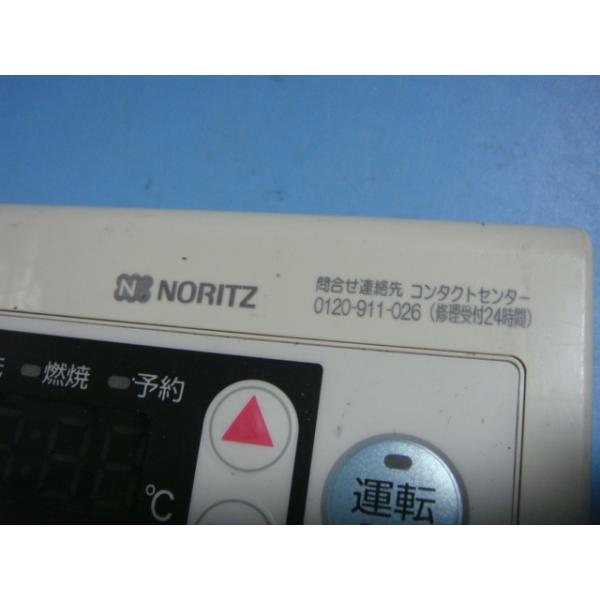 NORITZ
問合せ連絡先 コンタクトセンター
0120-911-026（修理受付24時間）
燃焼 予約
℃
運転